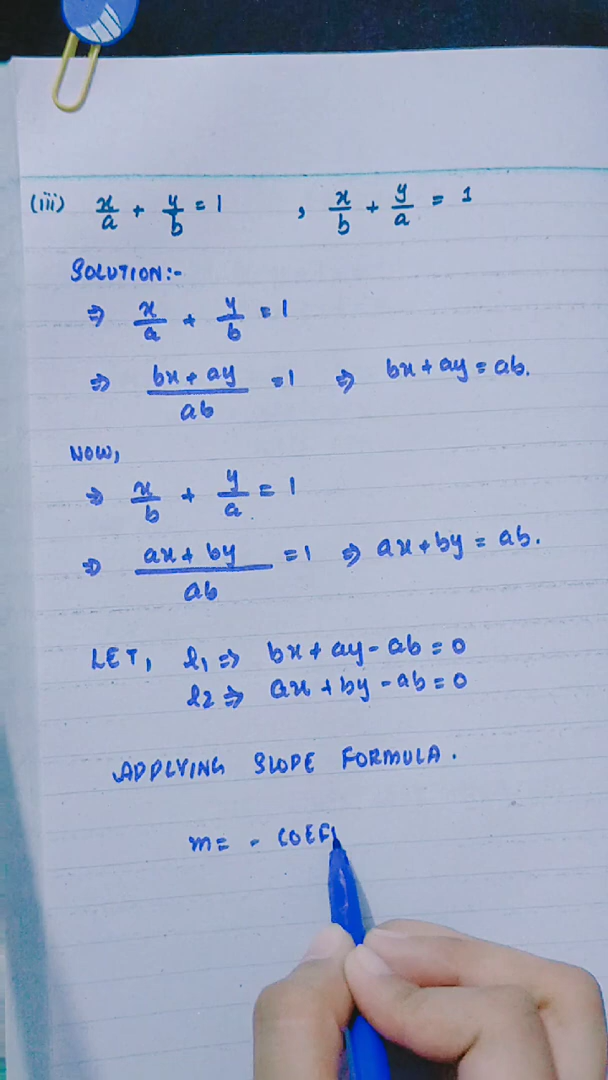 (iii) x/a + y/b = 1 , x/b + y/a = 1
SOLUTION:-
⇒ x/a + y/b = 1
⇒ (bx + ay)/ab = 1 ⇒ bx + ay = ab.
NOW,
⇒ x/b + y/a = 1
⇒ (ax + by)/ab = 1 ⇒ ax + by = ab.
LET, l1 ⇒ bx + ay - ab = 0
l2 ⇒ ax + by - ab = 0
APPLYING SLOPE FORMULA.
m = - COEF